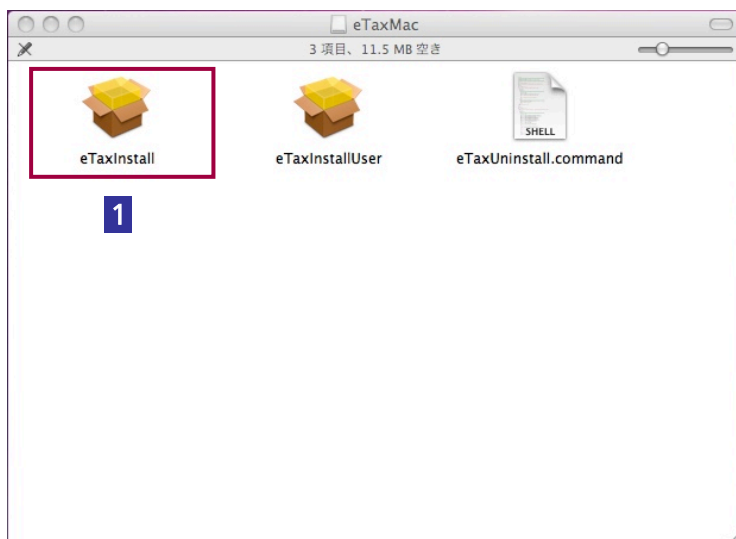 eTaxMac
3 項目、11.5 MB 空き
eTaxInstall
eTaxInstallUser
SHELL
eTaxUninstall.command
1